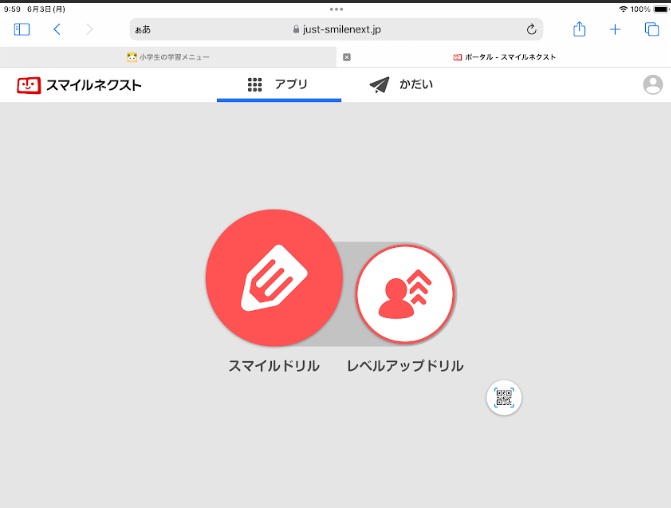 9:59 6月3日(月)
100%
ああ
just-smilenext.jp
小学生の学習メニュー
ポータル - スマイルネクスト
スマイルネクスト
アプリ
かだい
スマイルドリル
レベルアップドリル